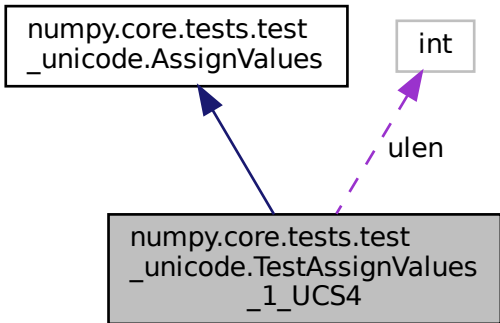 numpy.core.tests.test
_unicode.AssignValues
int
ulen
numpy.core.tests.test
_unicode.TestAssignValues
_1_UCS4